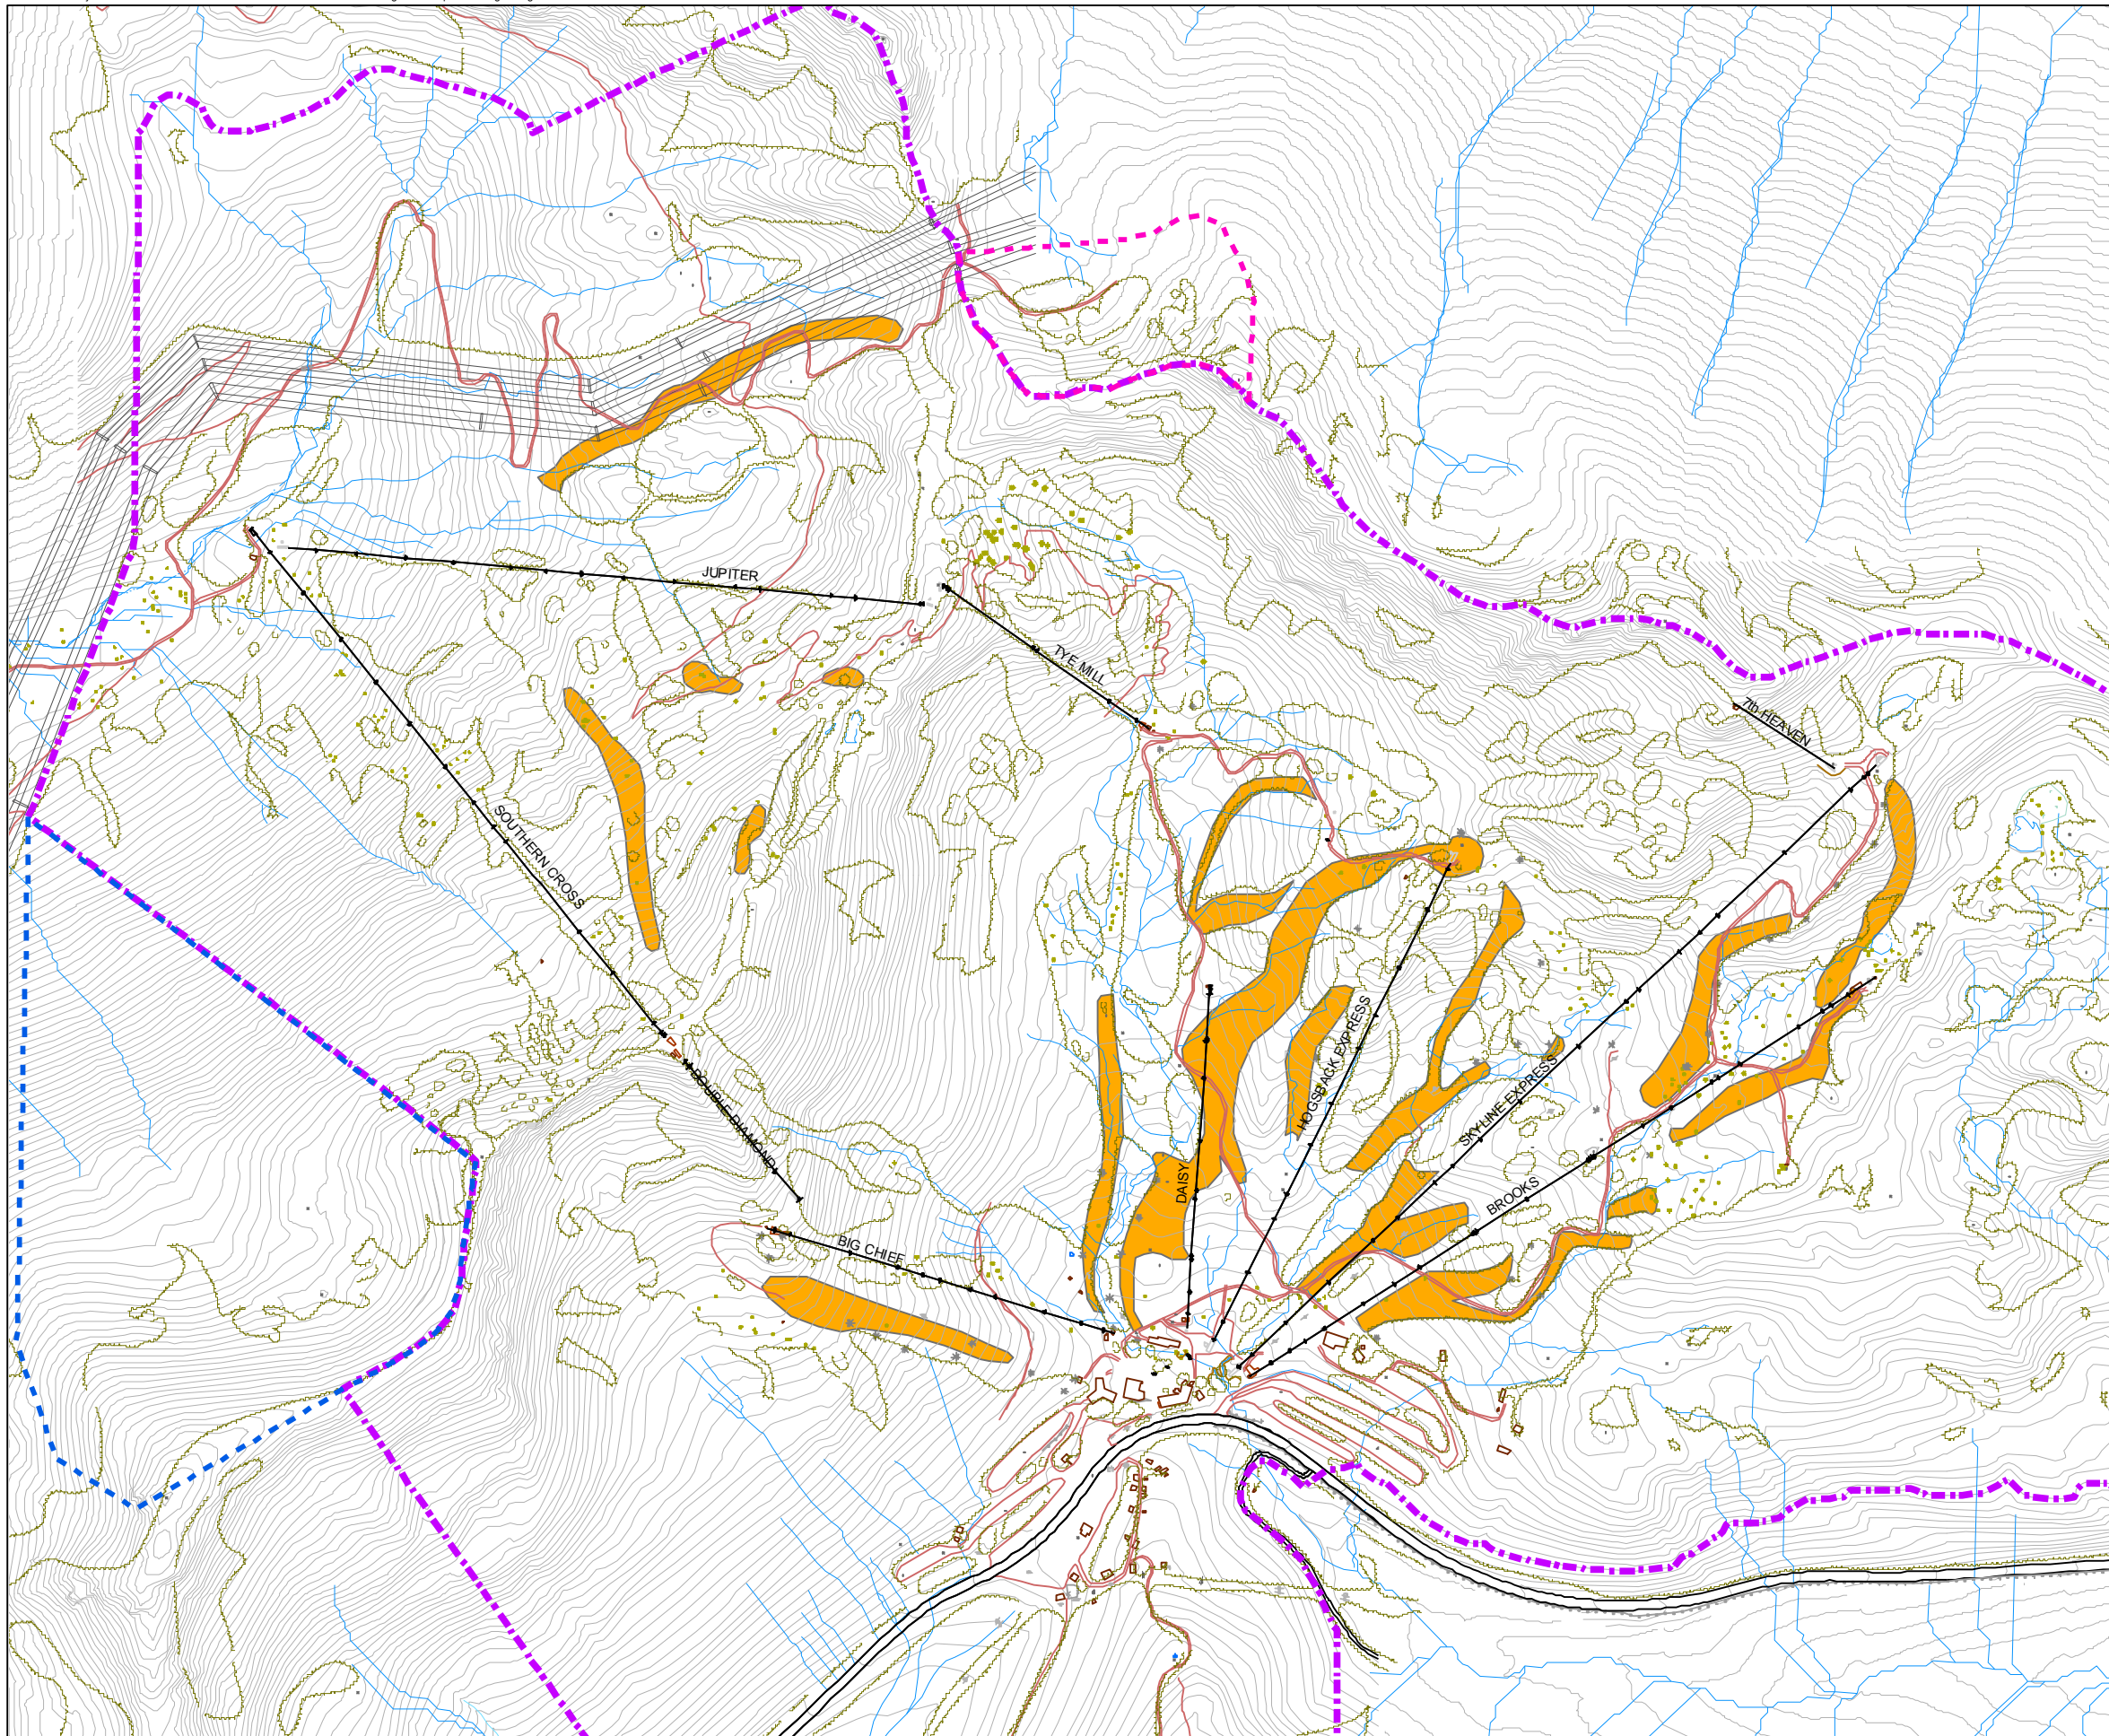 JUPITER
TYE MILL
7th HEAVEN
SOUTHERN CROSS
HOGSBACK EXPRESS
SKYLINE EXPRESS
DOUBLE DIAMOND
DAISY
BROOKS
BIG CHIEF